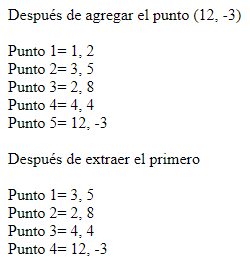 Después de agregar el punto (12, -3)
Punto 1= 1, 2
Punto 2= 3, 5
Punto 3= 2, 8
Punto 4= 4, 4
Punto 5= 12, -3
Después de extraer el primero
Punto 1= 3, 5
Punto 2= 2, 8
Punto 3= 4, 4
Punto 4= 12, -3